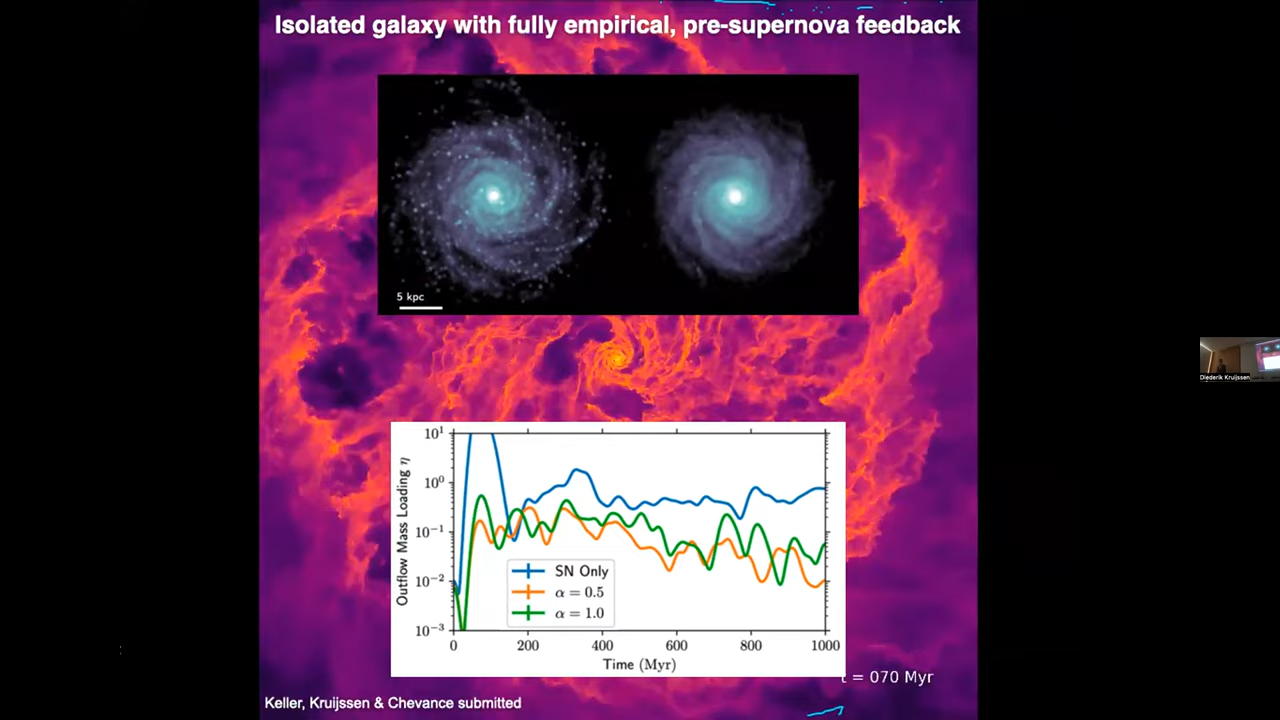 Isolated galaxy with fully empirical, pre-supernova feedback
5 kpc
Outflow Mass Loading η
10¹
10⁰
10⁻¹
10⁻²
10⁻³
SN Only
α = 0.5
α = 1.0
0 200 400 600 800 1000
Time (Myr)
t = 070 Myr
Keller, Kruijssen & Chevance submitted
Diederik Kruijssen